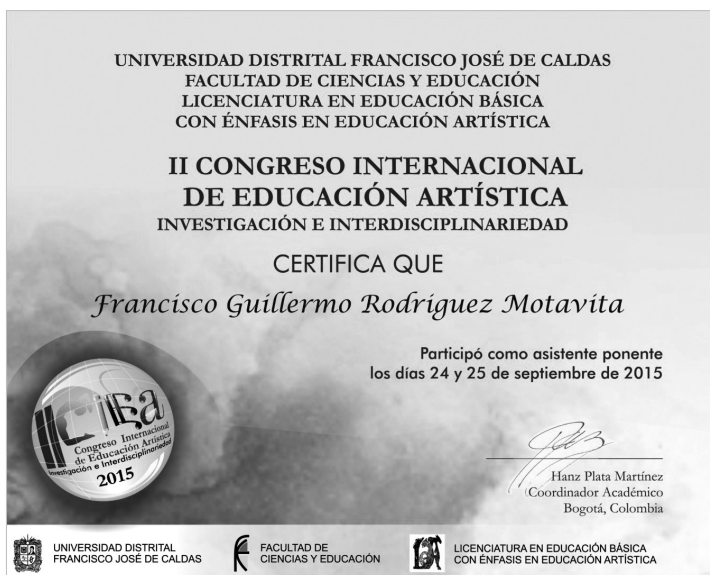 UNIVERSIDAD DISTRITAL FRANCISCO JOSÉ DE CALDAS
FACULTAD DE CIENCIAS Y EDUCACIÓN
LICENCIATURA EN EDUCACIÓN BÁSICA
CON ÉNFASIS EN EDUCACIÓN ARTÍSTICA
II CONGRESO INTERNACIONAL
DE EDUCACIÓN ARTÍSTICA
INVESTIGACIÓN E INTERDISCIPLINARIEDAD
CERTIFICA QUE
Francisco Guillermo Rodríguez Motavita
Participó como asistente ponente
los días 24 y 25 de septiembre de 2015
II CIEA
Congreso Internacional
de Educación Artística
Investigación e Interdisciplinariedad
2015
Hanz Plata Martínez
Coordinador Académico
Bogotá, Colombia
UNIVERSIDAD DISTRITAL
FRANCISCO JOSÉ DE CALDAS
FACULTAD DE
CIENCIAS Y EDUCACIÓN
LICENCIATURA EN EDUCACIÓN BÁSICA
CON ÉNFASIS EN EDUCACIÓN ARTÍSTICA